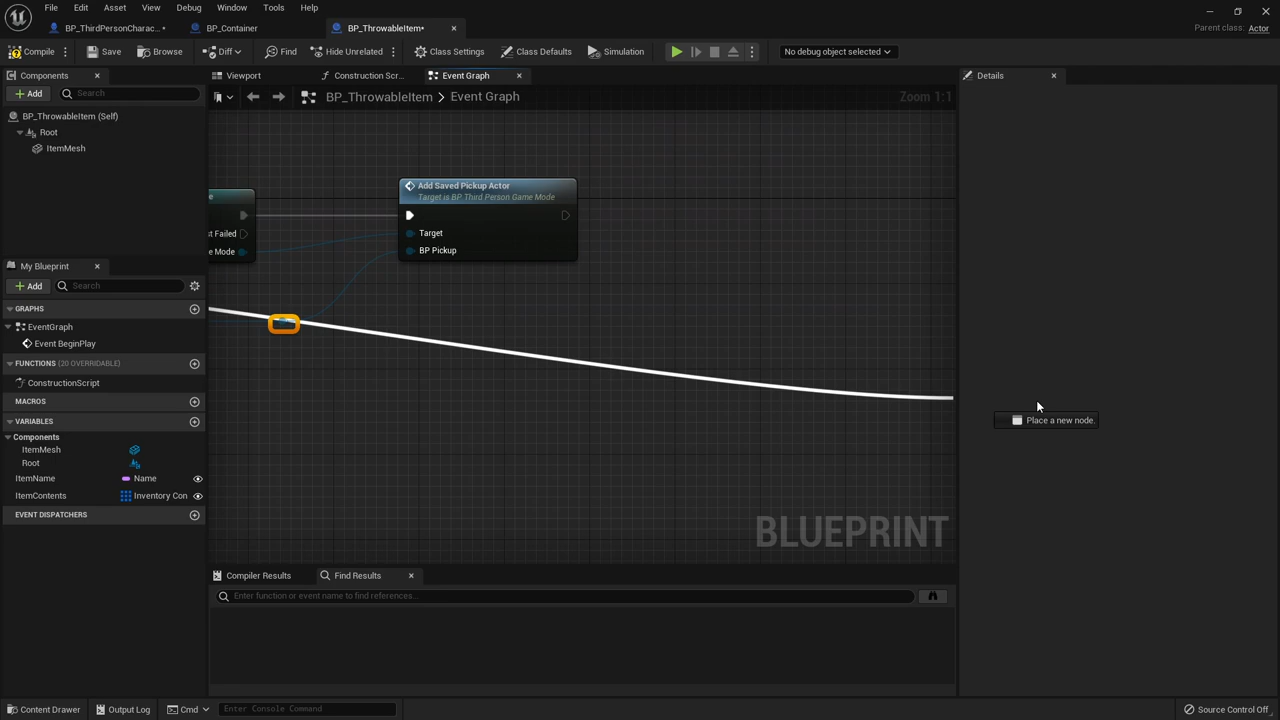 File Edit Asset View Debug Window Tools Help
BP_ThirdPersonCharac... •
BP_Container
BP_ThrowableItem•
Parent class: Actor
Compile Save Browse Diff Find Hide Unrelated Class Settings Class Defaults Simulation No debug object selected
Components
Add Search
BP_ThrowableItem (Self)
Root
ItemMesh
My Blueprint
Add Search
GRAPHS
EventGraph
Event BeginPlay
FUNCTIONS (20 OVERRIDABLE)
ConstructionScript
MACROS
VARIABLES
Components
ItemMesh
Root
ItemName Name
ItemContents Inventory Con
EVENT DISPATCHERS
Viewport Construction Scr... Event Graph
BP_ThrowableItem > Event Graph Zoom 1:1
st Failed
e Mode
Add Saved Pickup Actor
Target is BP Third Person Game Mode
Target
BP Pickup
BLUEPRINT
Compiler Results Find Results
Enter function or event name to find references...
Details
Place a new node.
Content Drawer Output Log Cmd Enter Console Command Source Control Off